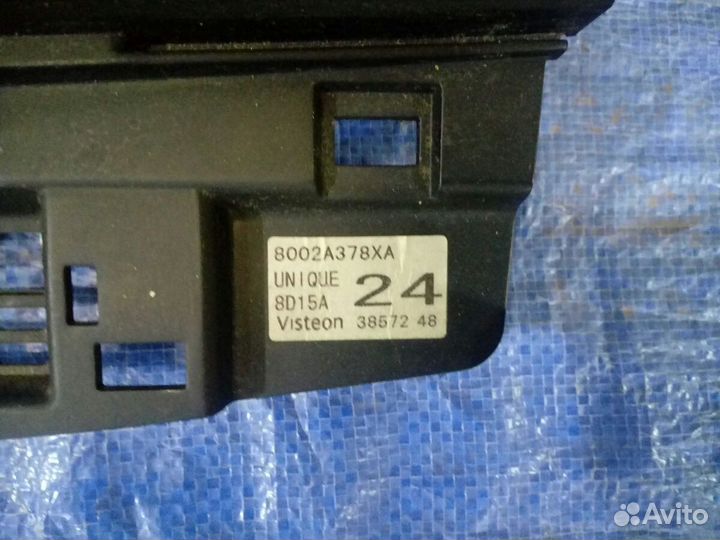 8002A378XA
UNIQUE
8D15A
24
Visteon 38572 48
Avito